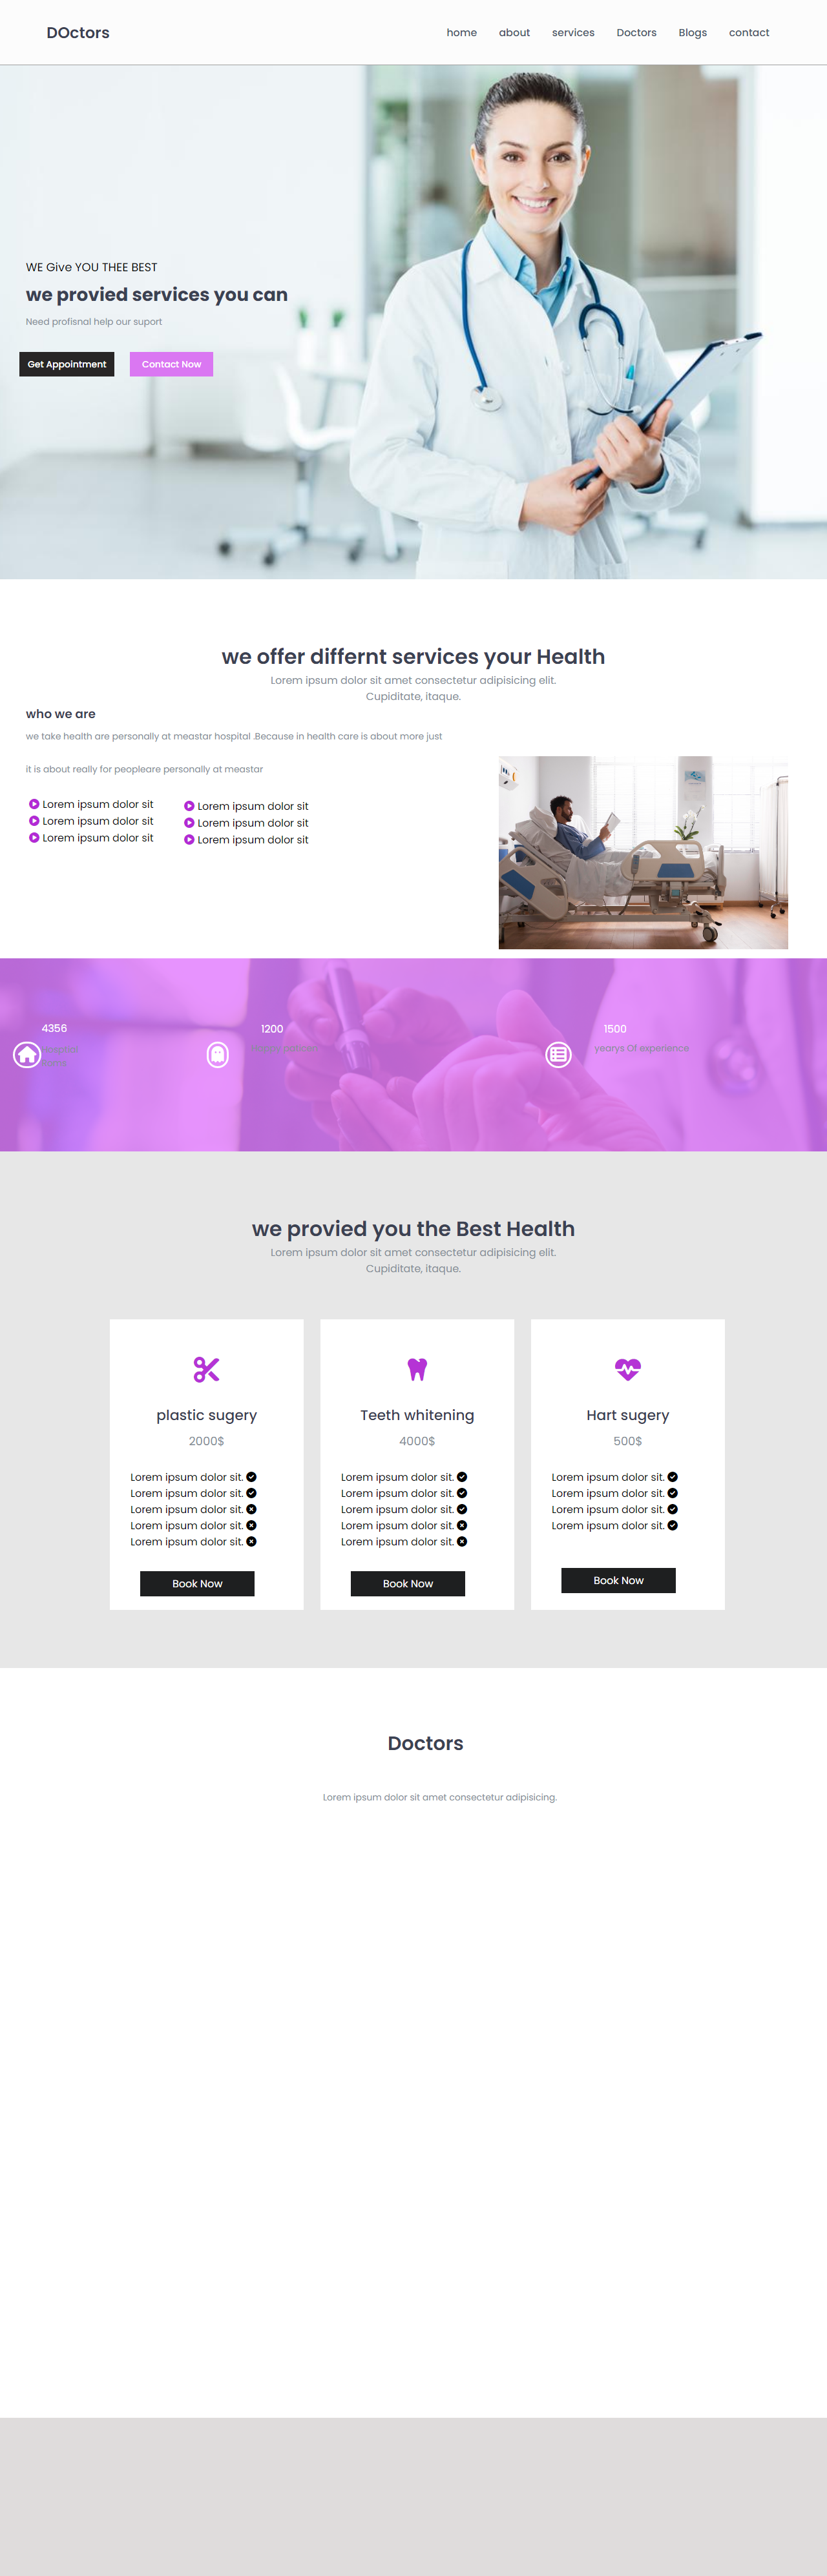 DOctors
home about services Doctors Blogs contact
WE Give YOU THEE BEST
we provied services you can
Need profisnal help our suport
Get Appointment Contact Now
we offer differnt services your Health
Lorem ipsum dolor sit amet consectetur adipisicing elit.
Cupiditate, itaque.
who we are
we take health are personally at meastar hospital .Because in health care is about more just
it is about really for peopleare personally at meastar
Lorem ipsum dolor sit
Lorem ipsum dolor sit
Lorem ipsum dolor sit
Lorem ipsum dolor sit
Lorem ipsum dolor sit
Lorem ipsum dolor sit
4356
Hospital
1200
1500
yearys Of experience
we provied you the Best Health
Lorem ipsum dolor sit amet consectetur adipisicing elit.
Cupiditate, itaque.
plastic sugery
2000$
Lorem ipsum dolor sit.
Lorem ipsum dolor sit.
Lorem ipsum dolor sit.
Lorem ipsum dolor sit.
Lorem ipsum dolor sit.
Book Now
Teeth whitening
4000$
Lorem ipsum dolor sit.
Lorem ipsum dolor sit.
Lorem ipsum dolor sit.
Lorem ipsum dolor sit.
Lorem ipsum dolor sit.
Book Now
Hart sugery
500$
Lorem ipsum dolor sit.
Lorem ipsum dolor sit.
Lorem ipsum dolor sit.
Lorem ipsum dolor sit.
Book Now
Doctors
Lorem ipsum dolor sit amet consectetur adipisicing.